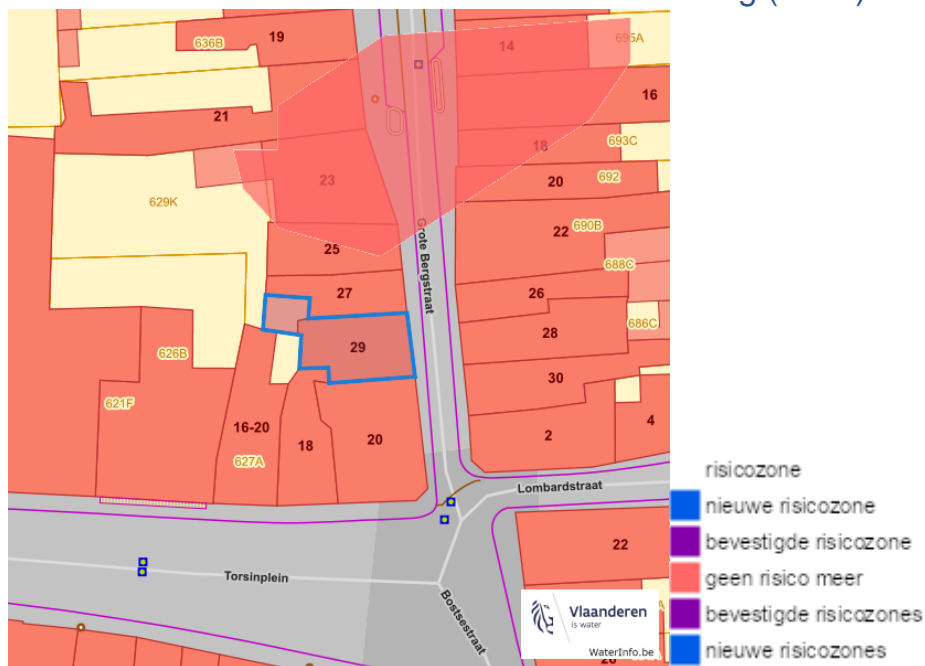 19
636B
14
695A
21
16
18
693C
23
20
692
629K
22
690B
25
688C
Grote Bergstraat
27
26
686C
28
29
626B
30
621F
16-20
18
20
2
4
627A
risicozone
Lombardstraat
nieuwe risicozone
bevestigde risicozone
22
Torsinplein
geen risico meer
Bostsestraat
Vlaanderen
is water
bevestigde risicozones
WaterInfo.be
nieuwe risicozones